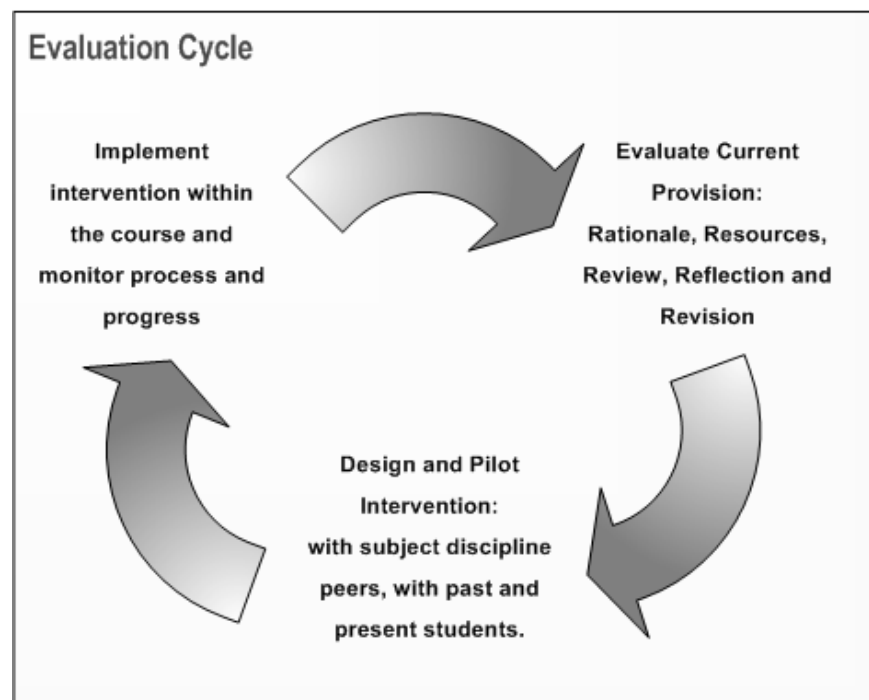 Evaluation Cycle
Implement
intervention within
the course and
monitor process and
progress
Evaluate Current
Provision:
Rationale, Resources,
Review, Reflection and
Revision
Design and Pilot
Intervention:
with subject discipline
peers, with past and
present students.